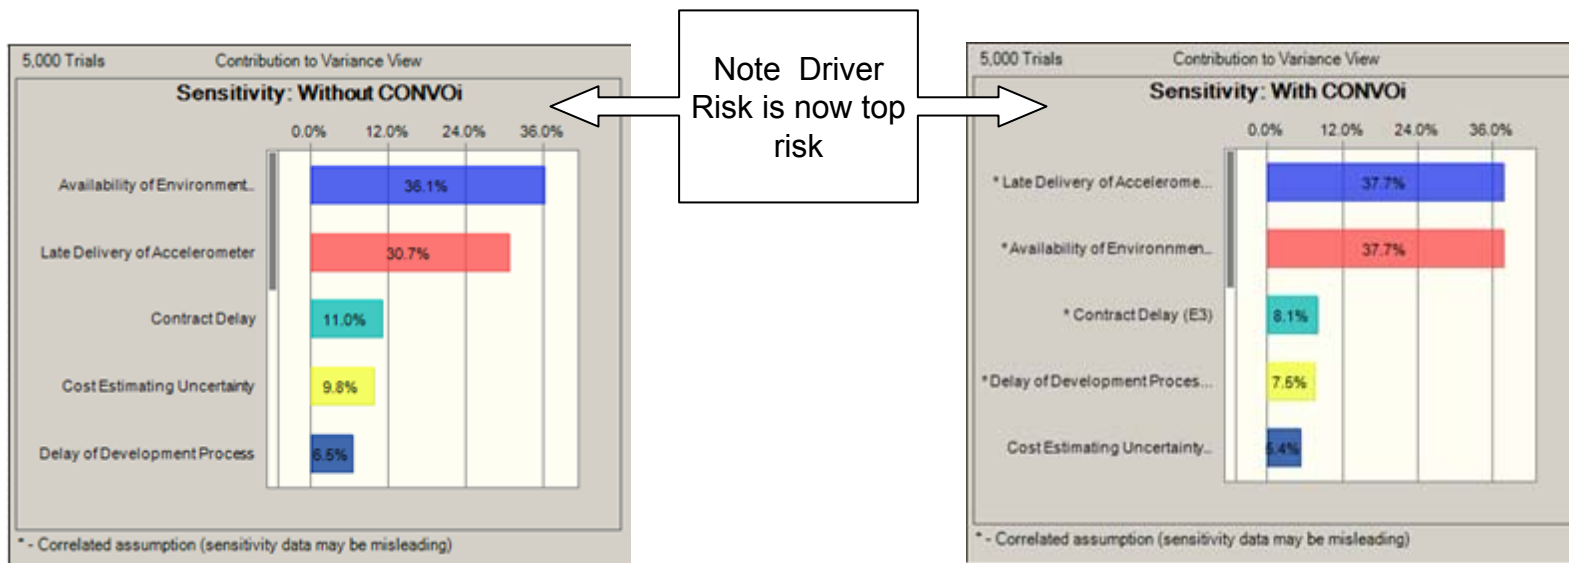 5,000 Trials Contribution to Variance View
Sensitivity: Without CONVOi
0.0% 12.0% 24.0% 36.0%
Availability of Environment.. 36.1%
Late Delivery of Accelerometer 30.7%
Contract Delay 11.0%
Cost Estimating Uncertainty 9.8%
Delay of Development Process 6.5%
* - Correlated assumption (sensitivity data may be misleading)
Note Driver
Risk is now top
risk
5,000 Trials Contribution to Variance View
Sensitivity: With CONVOi
0.0% 12.0% 24.0% 36.0%
* Late Delivery of Accelerome... 37.7%
*Availability of Environnmen... 37.7%
* Contract Delay (E3) 8.1%
*Delay of Development Proces... 7.6%
Cost Estimating Uncertainty.. 5.4%
* - Correlated assumption (sensitivity data may be misleading)